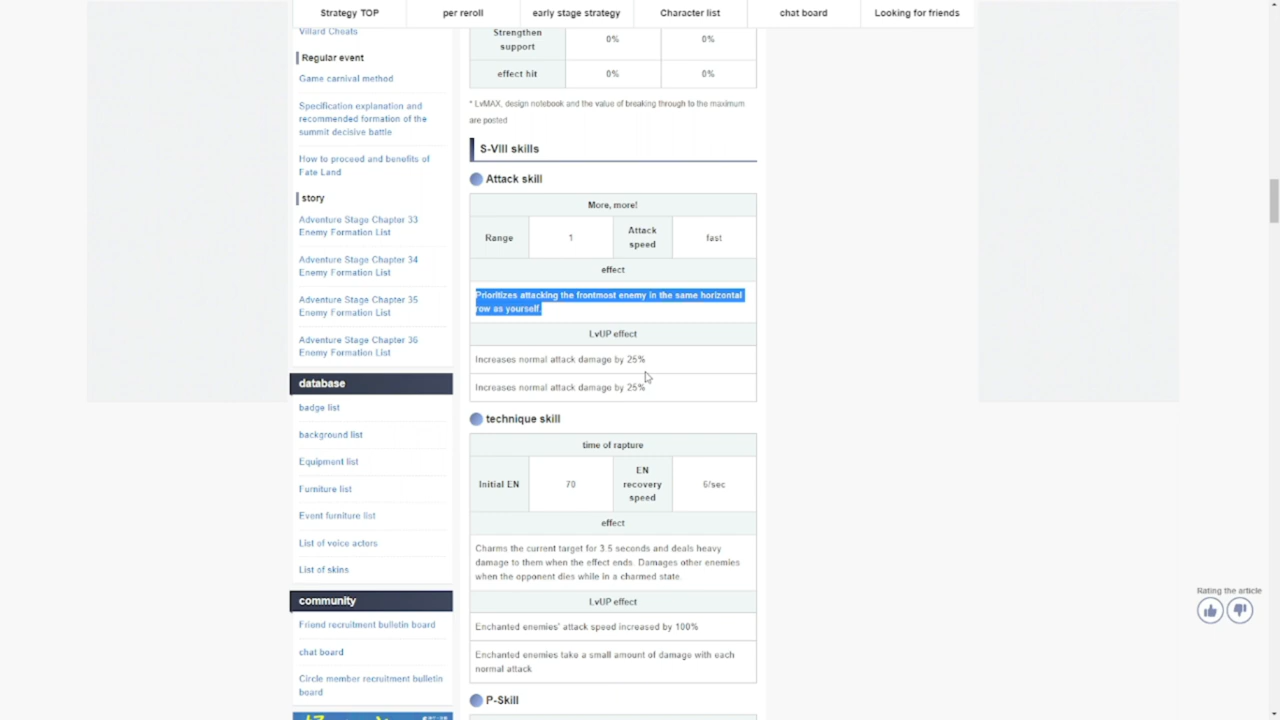 Strategy TOP
per reroll
early stage strategy
Character list
chat board
Looking for friends
Villard Cheats
Regular event
Game carnival method
Specification explanation and
recommended formation of the
summit decisive battle
How to proceed and benefits of
Fate Land
story
Adventure Stage Chapter 33
Enemy Formation List
Adventure Stage Chapter 34
Enemy Formation List
Adventure Stage Chapter 35
Enemy Formation List
Adventure Stage Chapter 36
Enemy Formation List
database
badge list
background list
Equipment list
Furniture list
Event furniture list
List of voice actors
List of skins
community
Friend recruitment bulletin board
chat board
Circle member recruitment bulletin
board
Strengthen
support
0%
0%
effect hit
0%
0%
* LvMAX, design notebook and the value of breaking through to the maximum
are posted
S-VIII skills
Attack skill
More, more!
Range
1
Attack
speed
fast
effect
Prioritizes attacking the frontmost enemy in the same horizontal
row as yourself.
LvUP effect
Increases normal attack damage by 25%
Increases normal attack damage by 25%
technique skill
time of rapture
Initial EN
70
EN
recovery
speed
6/sec
effect
Charms the current target for 3.5 seconds and deals heavy
damage to them when the effect ends. Damages other enemies
when the opponent dies while in a charmed state.
LvUP effect
Enchanted enemies' attack speed increased by 100%
Enchanted enemies take a small amount of damage with each
normal attack
P-Skill
Rating the article